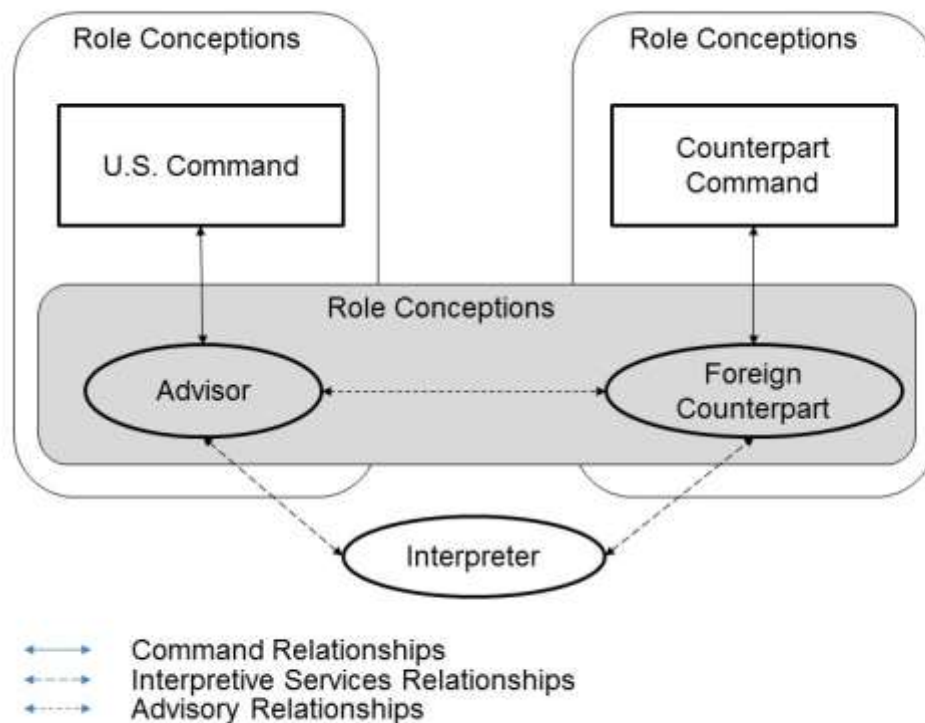 Role Conceptions
Role Conceptions
U.S. Command
Counterpart
Command
Role Conceptions
Advisor
Foreign
Counterpart
Interpreter
Command Relationships
Interpretive Services Relationships
Advisory Relationships